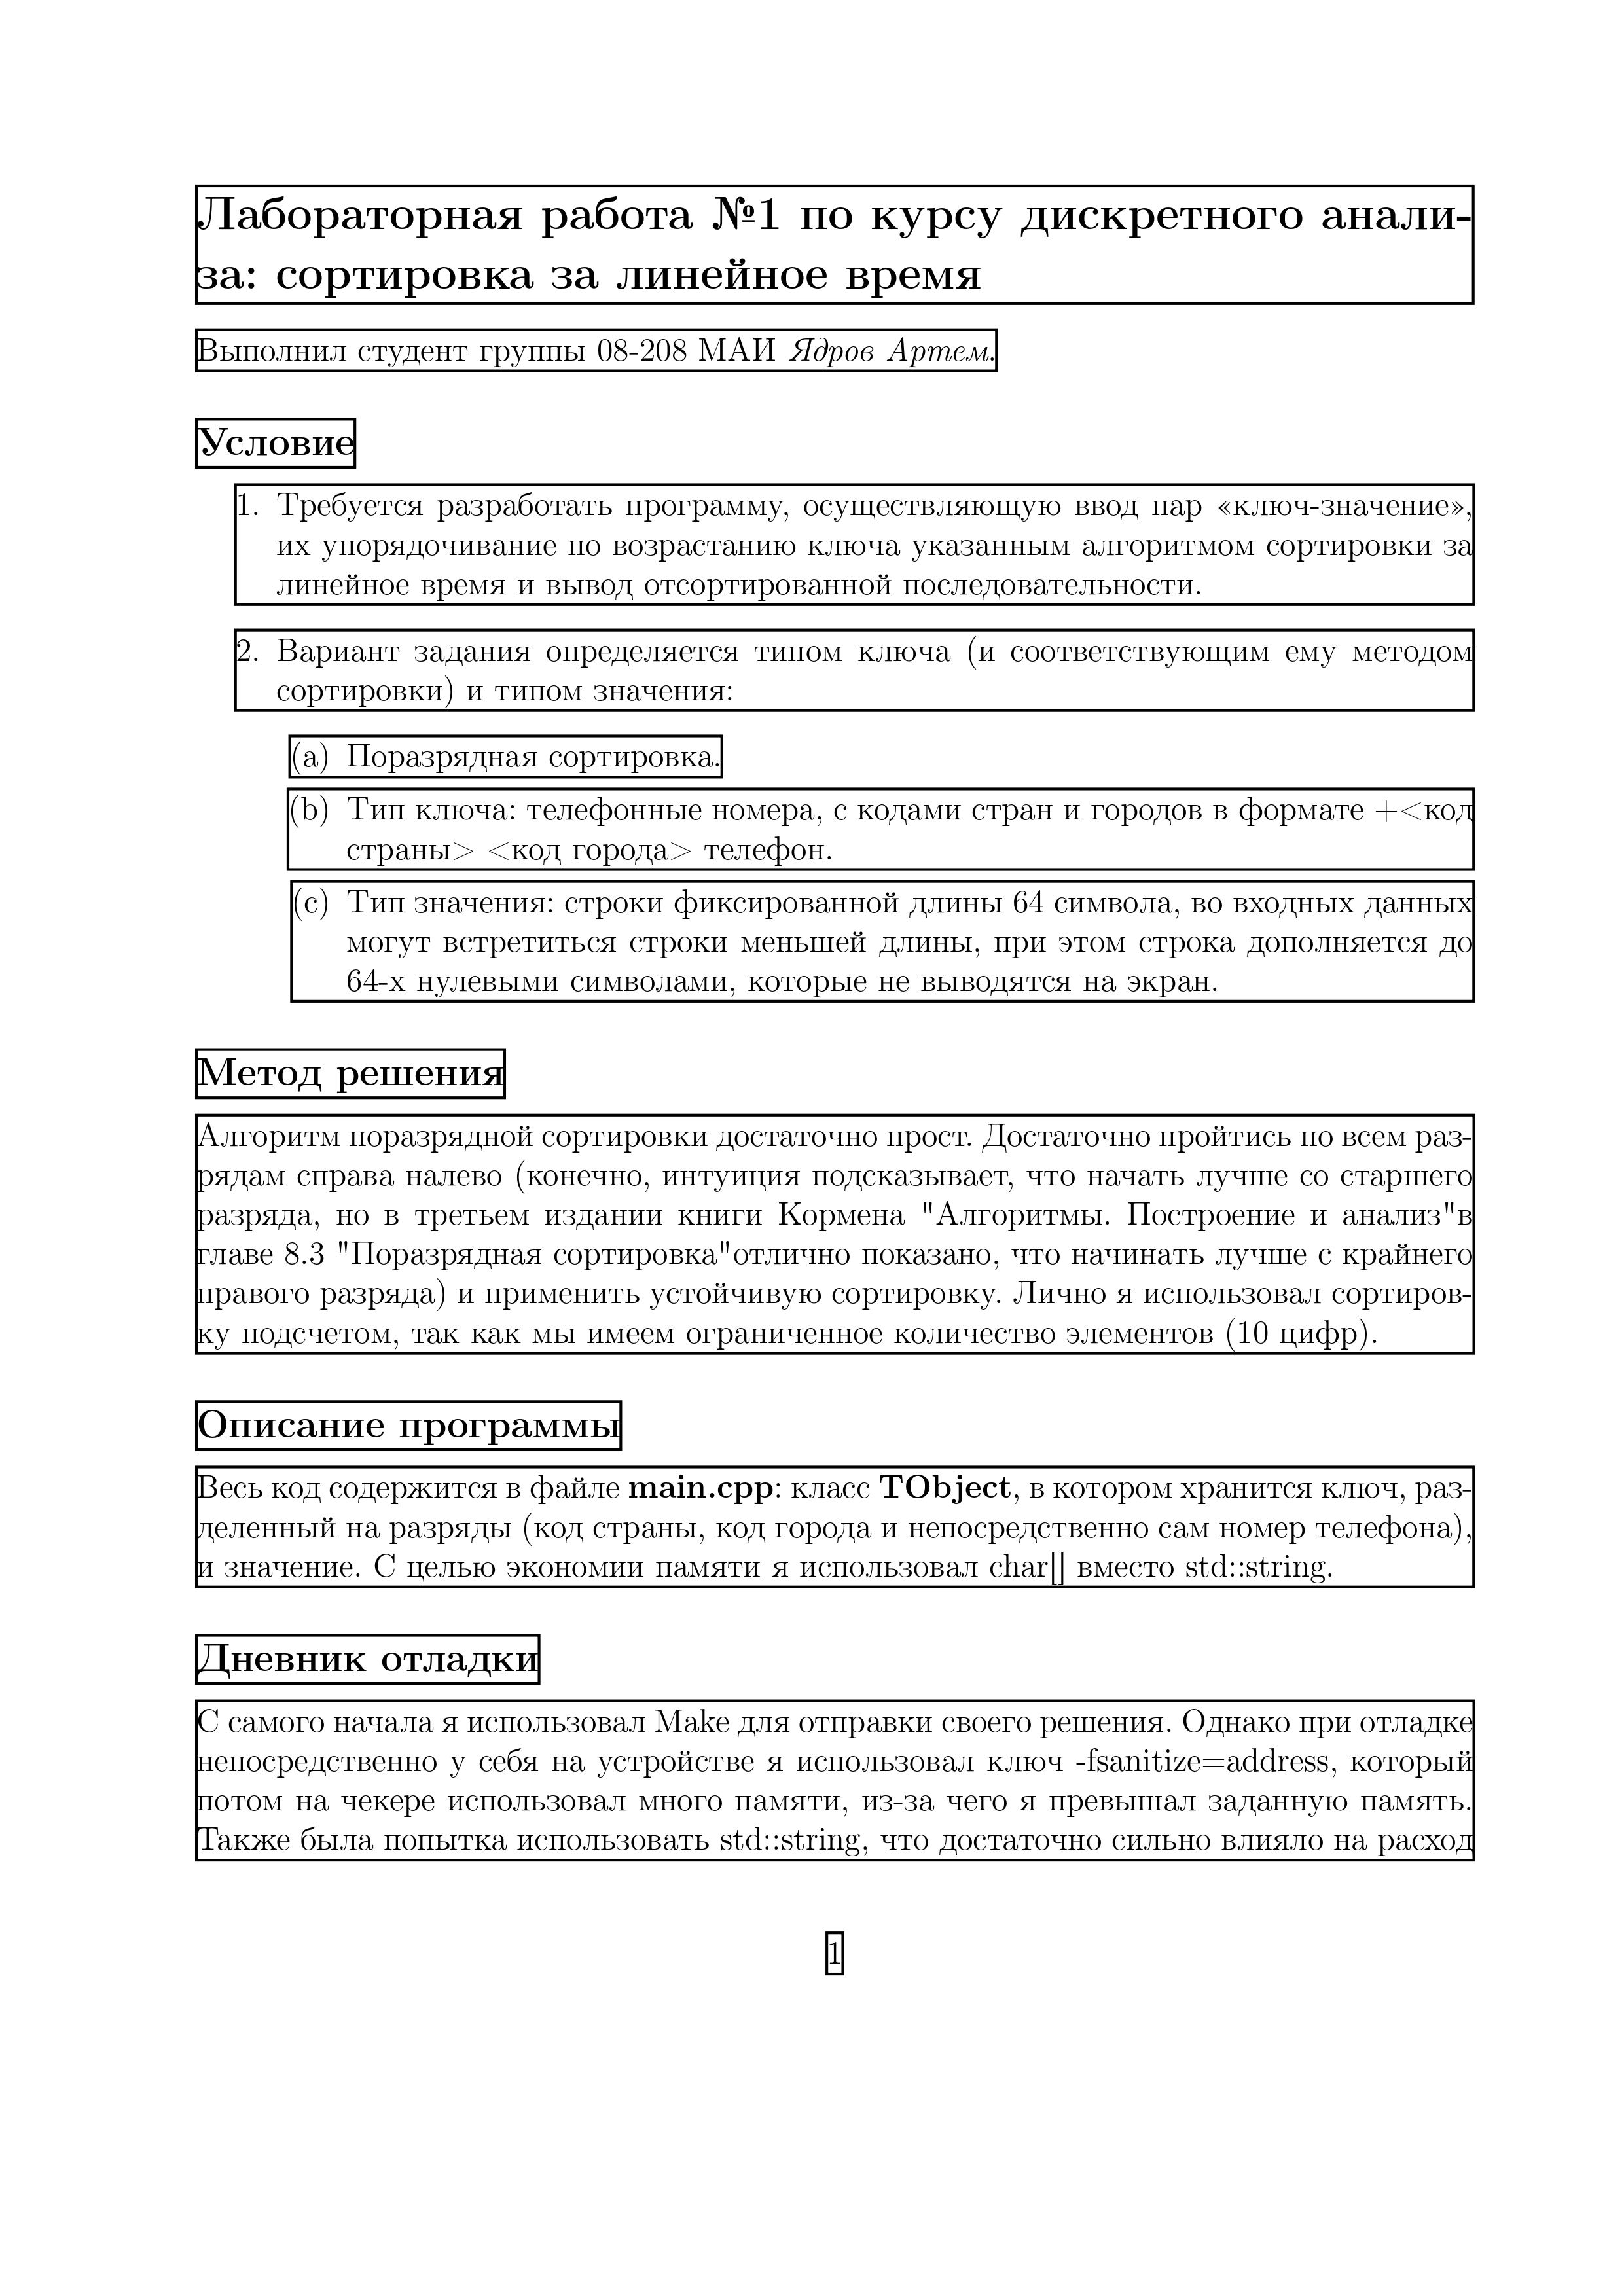 Лабораторная работа №1 по курсу дискретного анали-
за: сортировка за линейное время
Выполнил студент группы 08-208 МАИ Ядров Артем.
Условие
1. Требуется разработать программу, осуществляющую ввод пар «ключ-значение»,
их упорядочивание по возрастанию ключа указанным алгоритмом сортировки за
линейное время и вывод отсортированной последовательности.
2. Вариант задания определяется типом ключа (и соответствующим ему методом
сортировки) и типом значения:
(a) Поразрядная сортировка.
(b) Тип ключа: телефонные номера, с кодами стран и городов в формате +<код
страны> <код города> телефон.
(c) Тип значения: строки фиксированной длины 64 символа, во входных данных
могут встретиться строки меньшей длины, при этом строка дополняется до
64-х нулевыми символами, которые не выводятся на экран.
Метод решения
Алгоритм поразрядной сортировки достаточно прост. Достаточно пройтись по всем раз-
рядам справа налево (конечно, интуиция подсказывает, что начать лучше со старшего
разряда, но в третьем издании книги Кормена "Алгоритмы. Построение и анализ"в
главе 8.3 "Поразрядная сортировка"отлично показано, что начинать лучше с крайнего
правого разряда) и применить устойчивую сортировку. Лично я использовал сортиров-
ку подсчетом, так как мы имеем ограниченное количество элементов (10 цифр).
Описание программы
Весь код содержится в файле main.cpp: класс TObject, в котором хранится ключ, раз-
деленный на разряды (код страны, код города и непосредственно сам номер телефона),
и значение. С целью экономии памяти я использовал char[] вместо std::string.
Дневник отладки
С самого начала я использовал Make для отправки своего решения. Однако при отладке
непосредственно у себя на устройстве я использовал ключ -fsanitize=address, который
потом на чекере использовал много памяти, из-за чего я превышал заданную память.
Также была попытка использовать std::string, что достаточно сильно влияло на расход
1